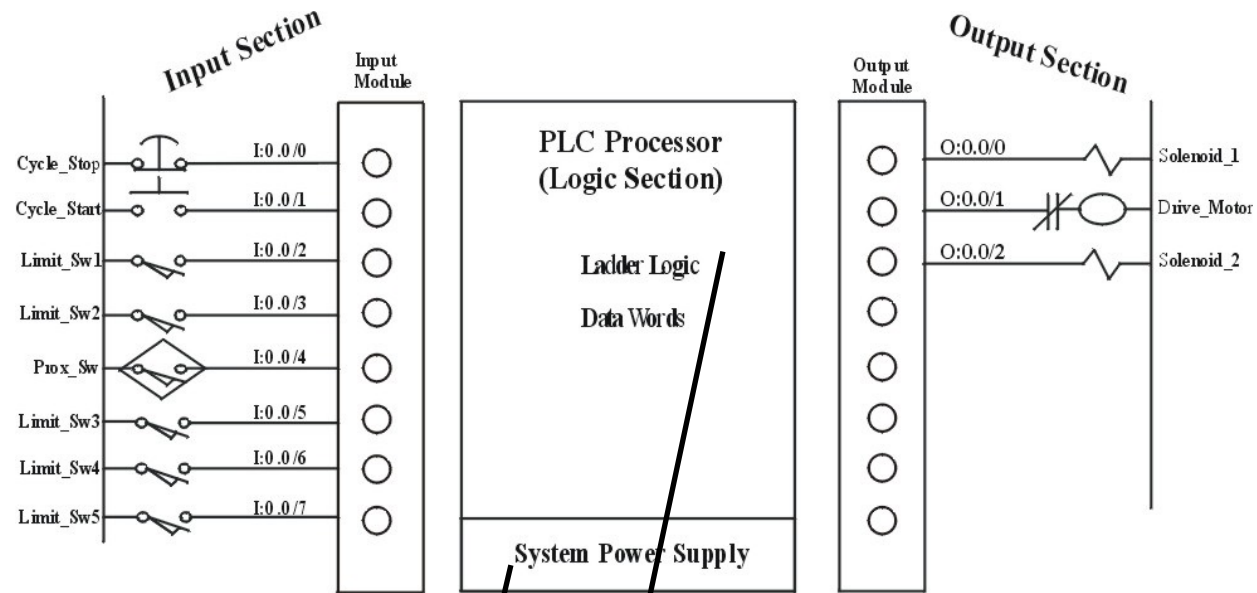 Input Section
Input
Module
Cycle_Stop
I:0.0/0
Cycle_Start
I:0.0/1
Limit_Sw1
I:0.0/2
Limit_Sw2
I:0.0/3
Prox_Sw
I:0.0/4
Limit_Sw3
I:0.0/5
Limit_Sw4
I:0.0/6
Limit_Sw5
I:0.0/7
PLC Processor
(Logic Section)
Ladder Logic
Data Words
System Power Supply
Output Section
Output
Module
O:0.0/0
Solenoid_1
O:0.0/1
Drive_Motor
O:0.0/2
Solenoid_2